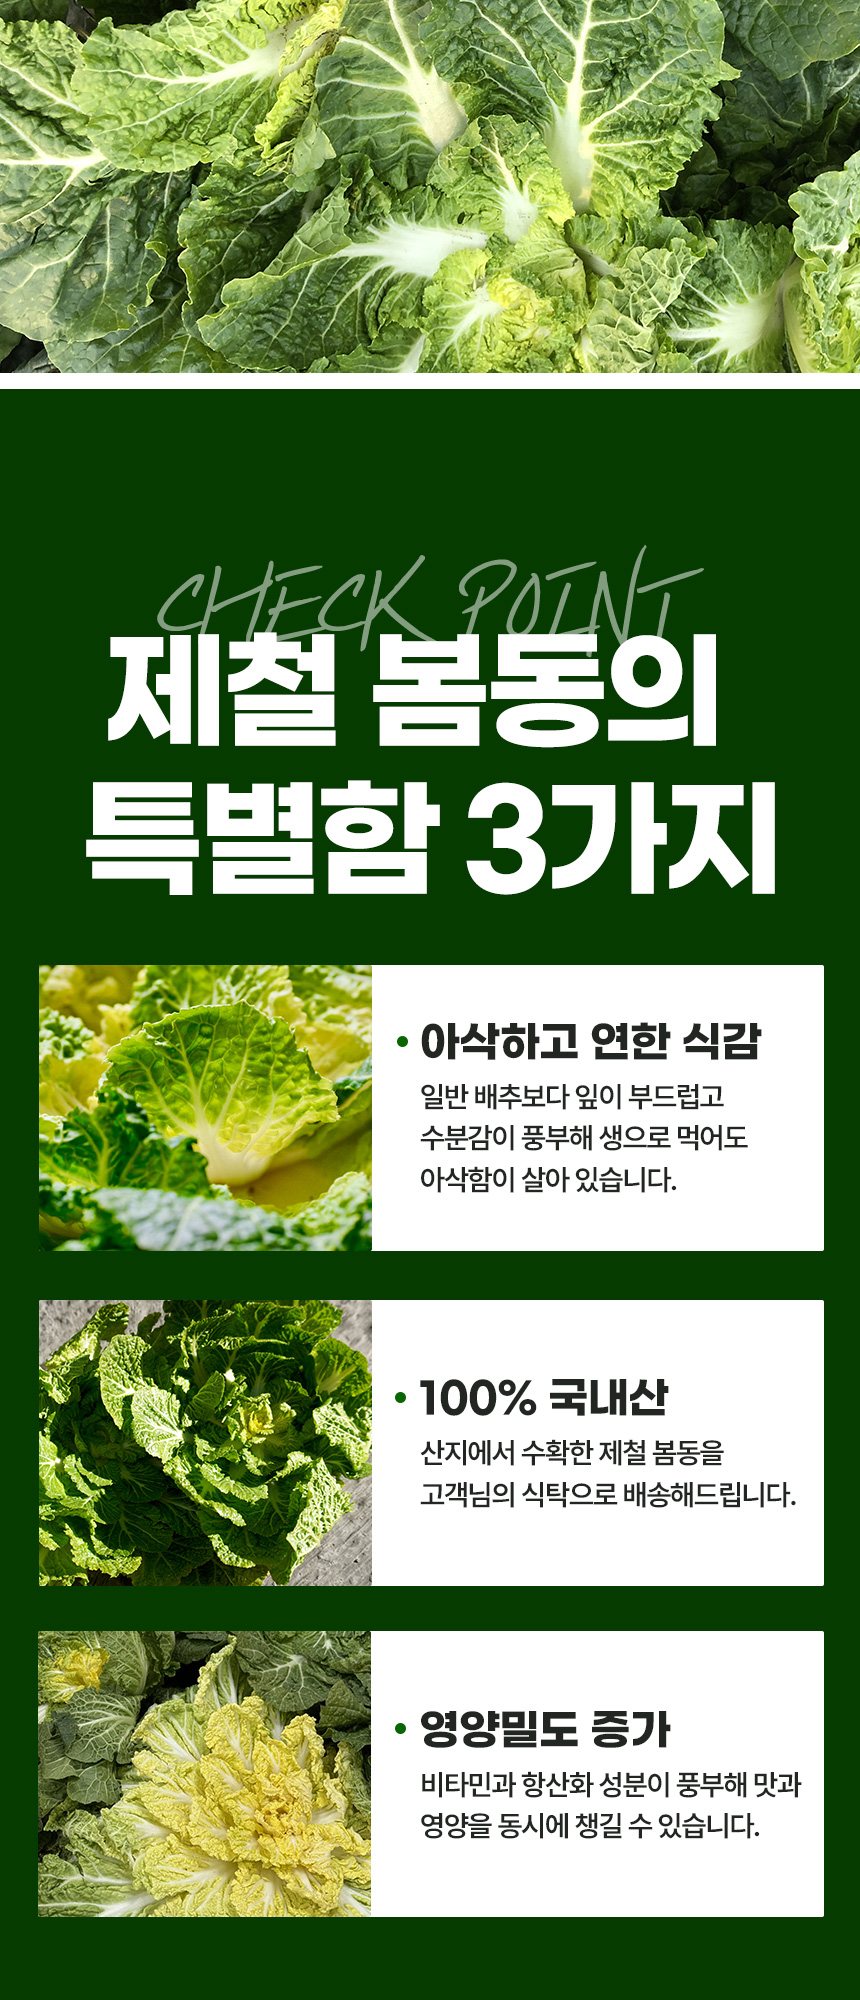 CHECK POINT
제철 봄동의
특별함 3가지
• 아삭하고 연한 식감
일반 배추보다 잎이 부드럽고
수분감이 풍부해 생으로 먹어도
아삭함이 살아 있습니다.
• 100% 국내산
산지에서 수확한 제철 봄동을
고객님의 식탁으로 배송해드립니다.
• 영양밀도 증가
비타민과 항산화 성분이 풍부해 맛과
영양을 동시에 챙길 수 있습니다.